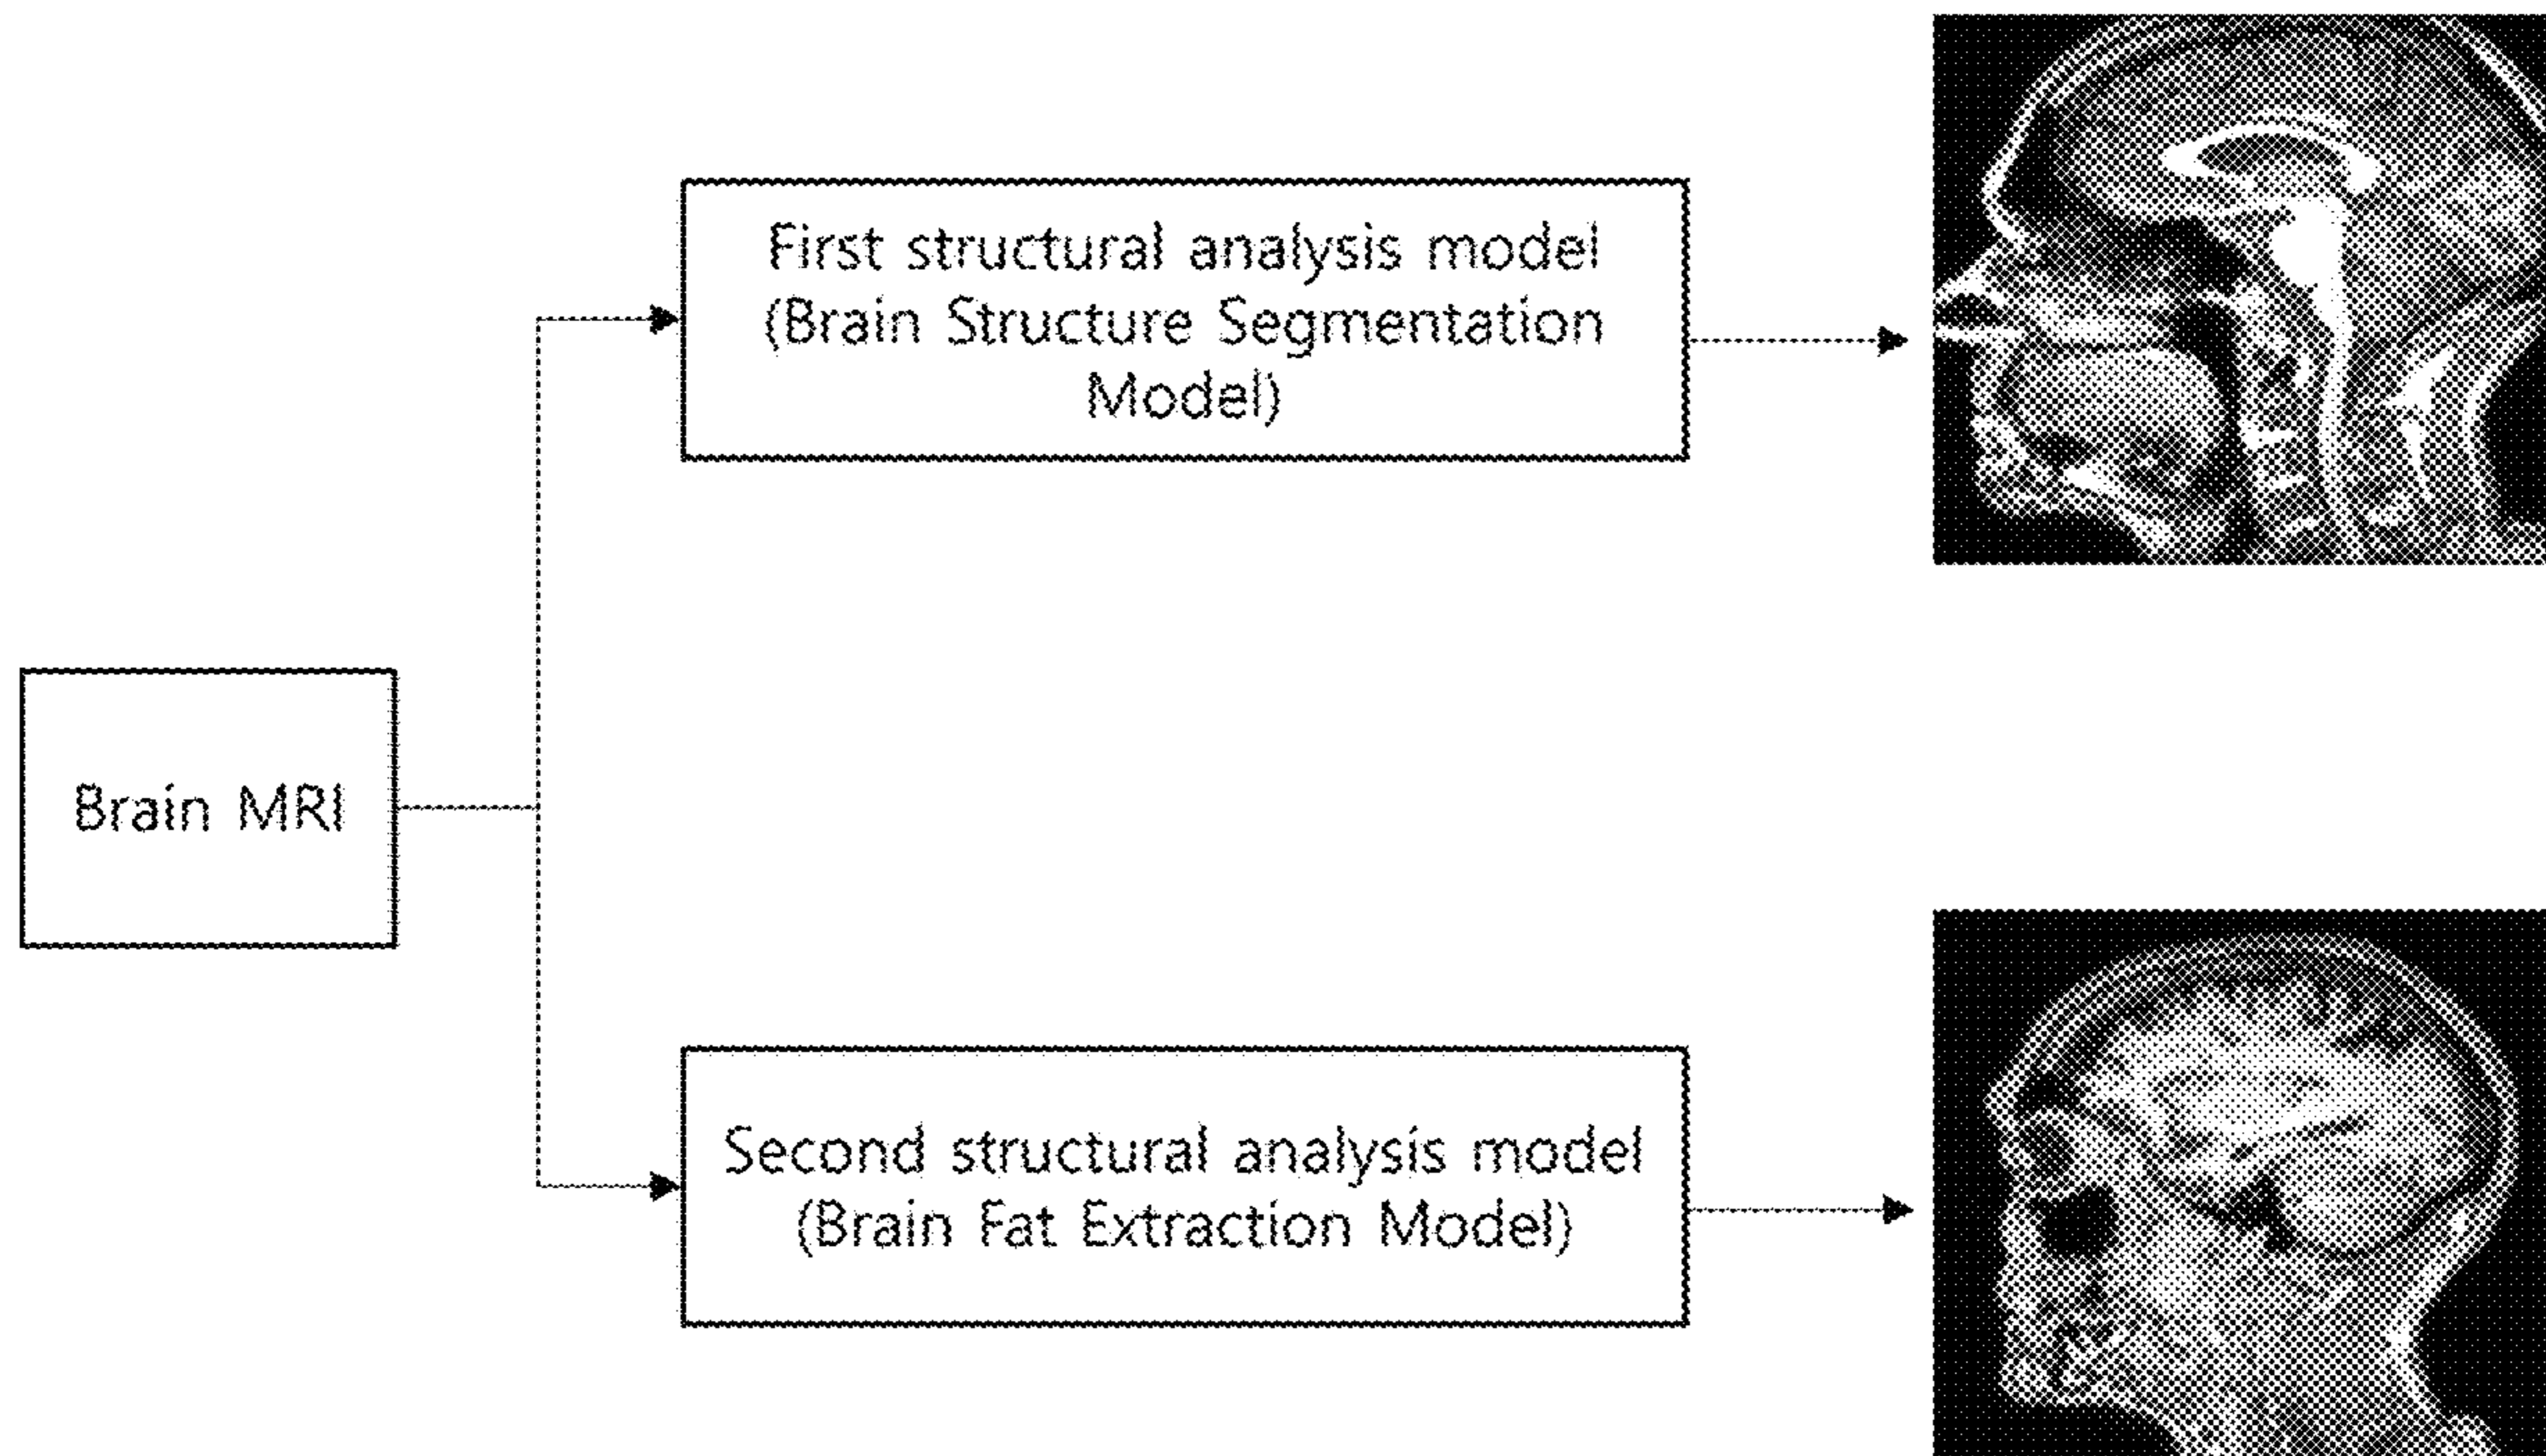 First structural analysis model
(Brain Structure Segmentation
Model)
Brain MRI
Second structural analysis model
(Brain Fat Extraction Model)